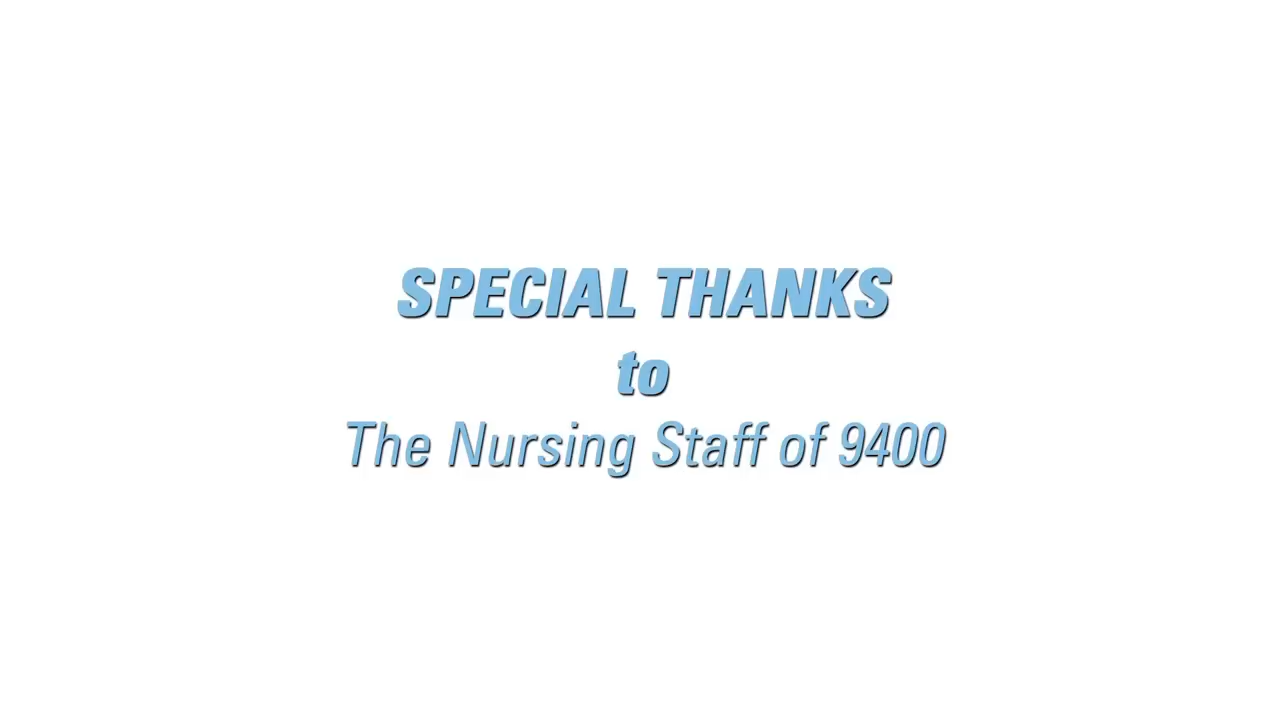 SPECIAL THANKS
to
The Nursing Staff of 9400